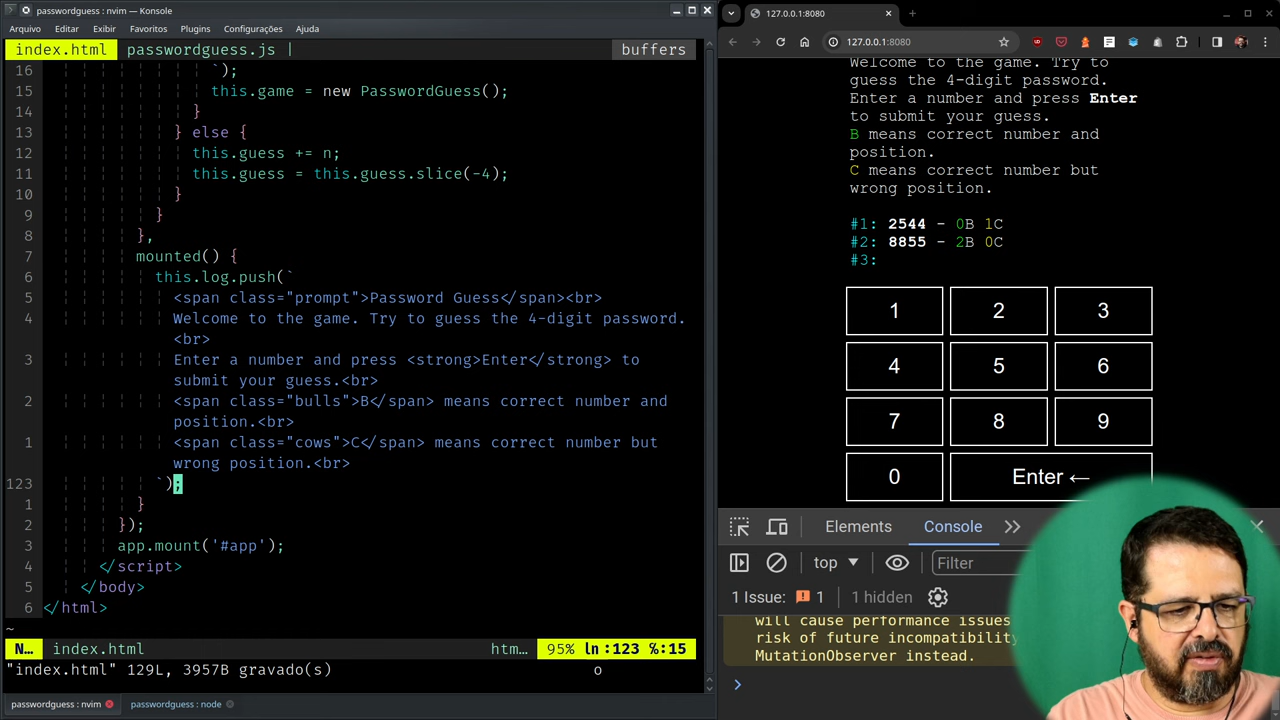 passwordguess : nvim — Konsole
Arquivo Editar Exibir Favoritos Plugins Configurações Ajuda
index.html passwordguess.js | buffers
16 `);
15 this.game = new PasswordGuess();
14 }
13 } else {
12 this.guess += n;
11 this.guess = this.guess.slice(-4);
10 }
9 }
8 },
7 mounted() {
6 this.log.push(`
5 <span class="prompt">Password Guess</span><br>
4 Welcome to the game. Try to guess the 4-digit password.
<br>
3 Enter a number and press <strong>Enter</strong> to
submit your guess.<br>
2 <span class="bulls">B</span> means correct number and
position.<br>
1 <span class="cows">C</span> means correct number but
wrong position.<br>
123 `);
1 }
2 });
3 app.mount('#app');
4 </script>
5 </body>
6 </html>
~
N… index.html htm… 95% ln:123 %:15
"index.html" 129L, 3957B gravado(s) o
passwordguess : nvim passwordguess : node
127.0.0.1:8080
127.0.0.1:8080
Welcome to the game. Try to
guess the 4-digit password.
Enter a number and press Enter
to submit your guess.
B means correct number and
position.
C means correct number but
wrong position.
#1: 2544 - 0B 1C
#2: 8855 - 2B 0C
#3:
1 2 3
4 5 6
7 8 9
0 Enter ←
Elements Console
top Filter
1 Issue: 1 1 hidden
will cause performance issues
risk of future incompatibility
MutationObserver instead.